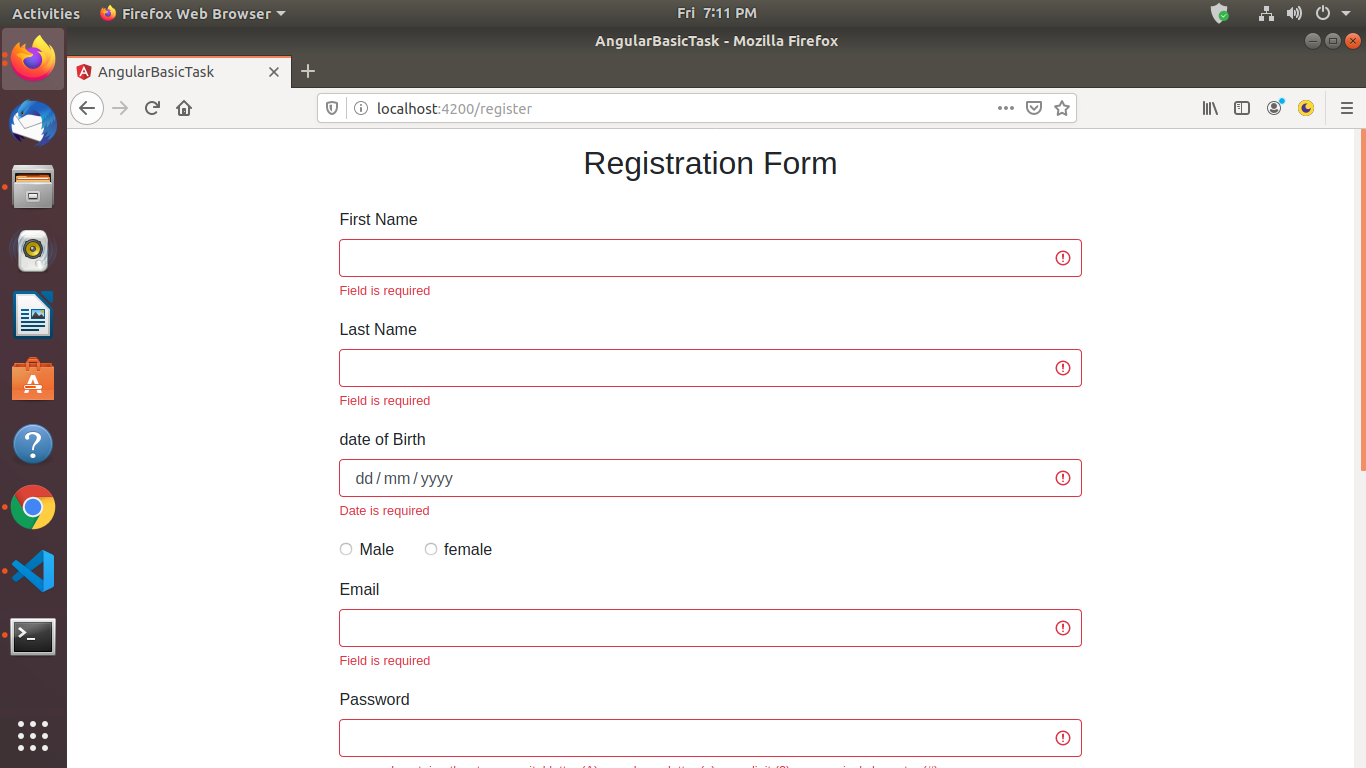 Activities Firefox Web Browser Fri 7:11 PM
AngularBasicTask - Mozilla Firefox
AngularBasicTask
localhost:4200/register
Registration Form
First Name
Field is required
Last Name
Field is required
date of Birth
dd / mm / yyyy
Date is required
Male female
Email
Field is required
Password